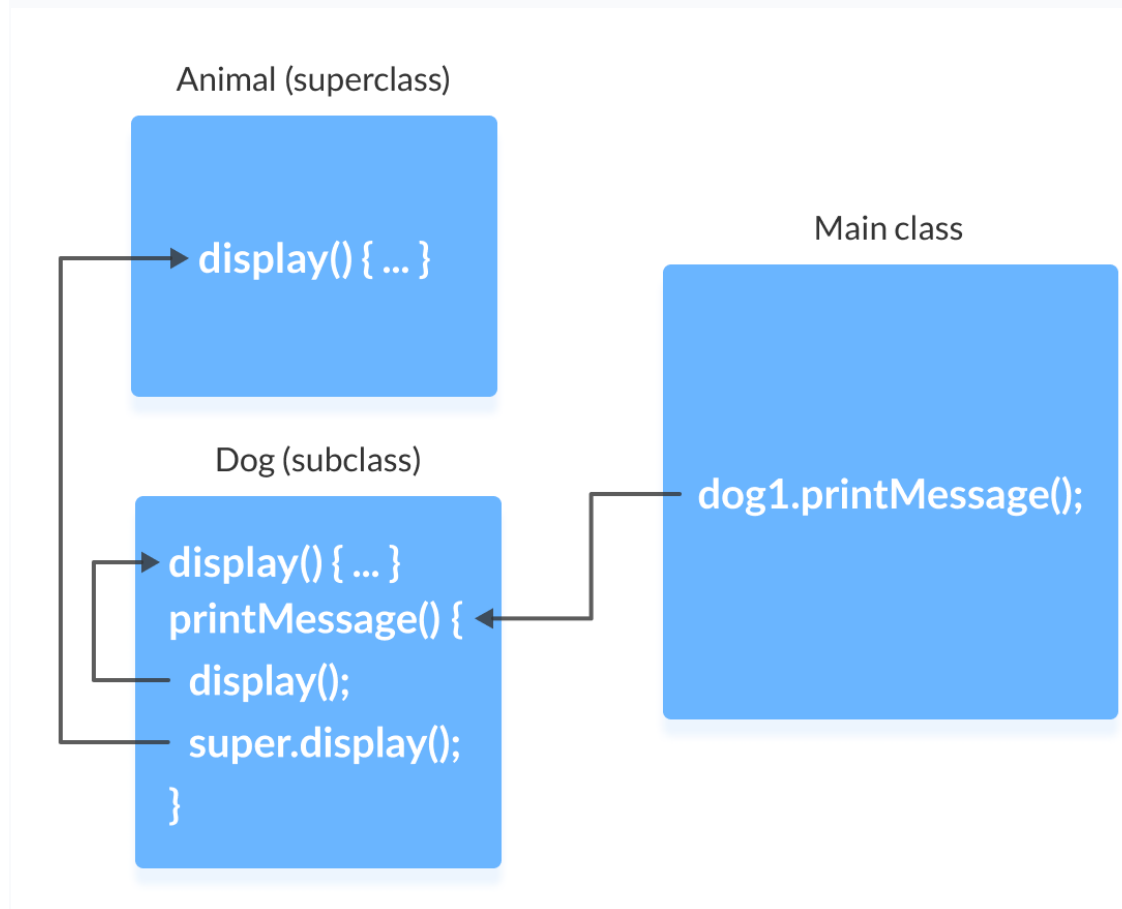 Animal (superclass)
display() { ... }
Dog (subclass)
display() { ... }
printMessage() {
display();
super.display();
}
Main class
dog1.printMessage();